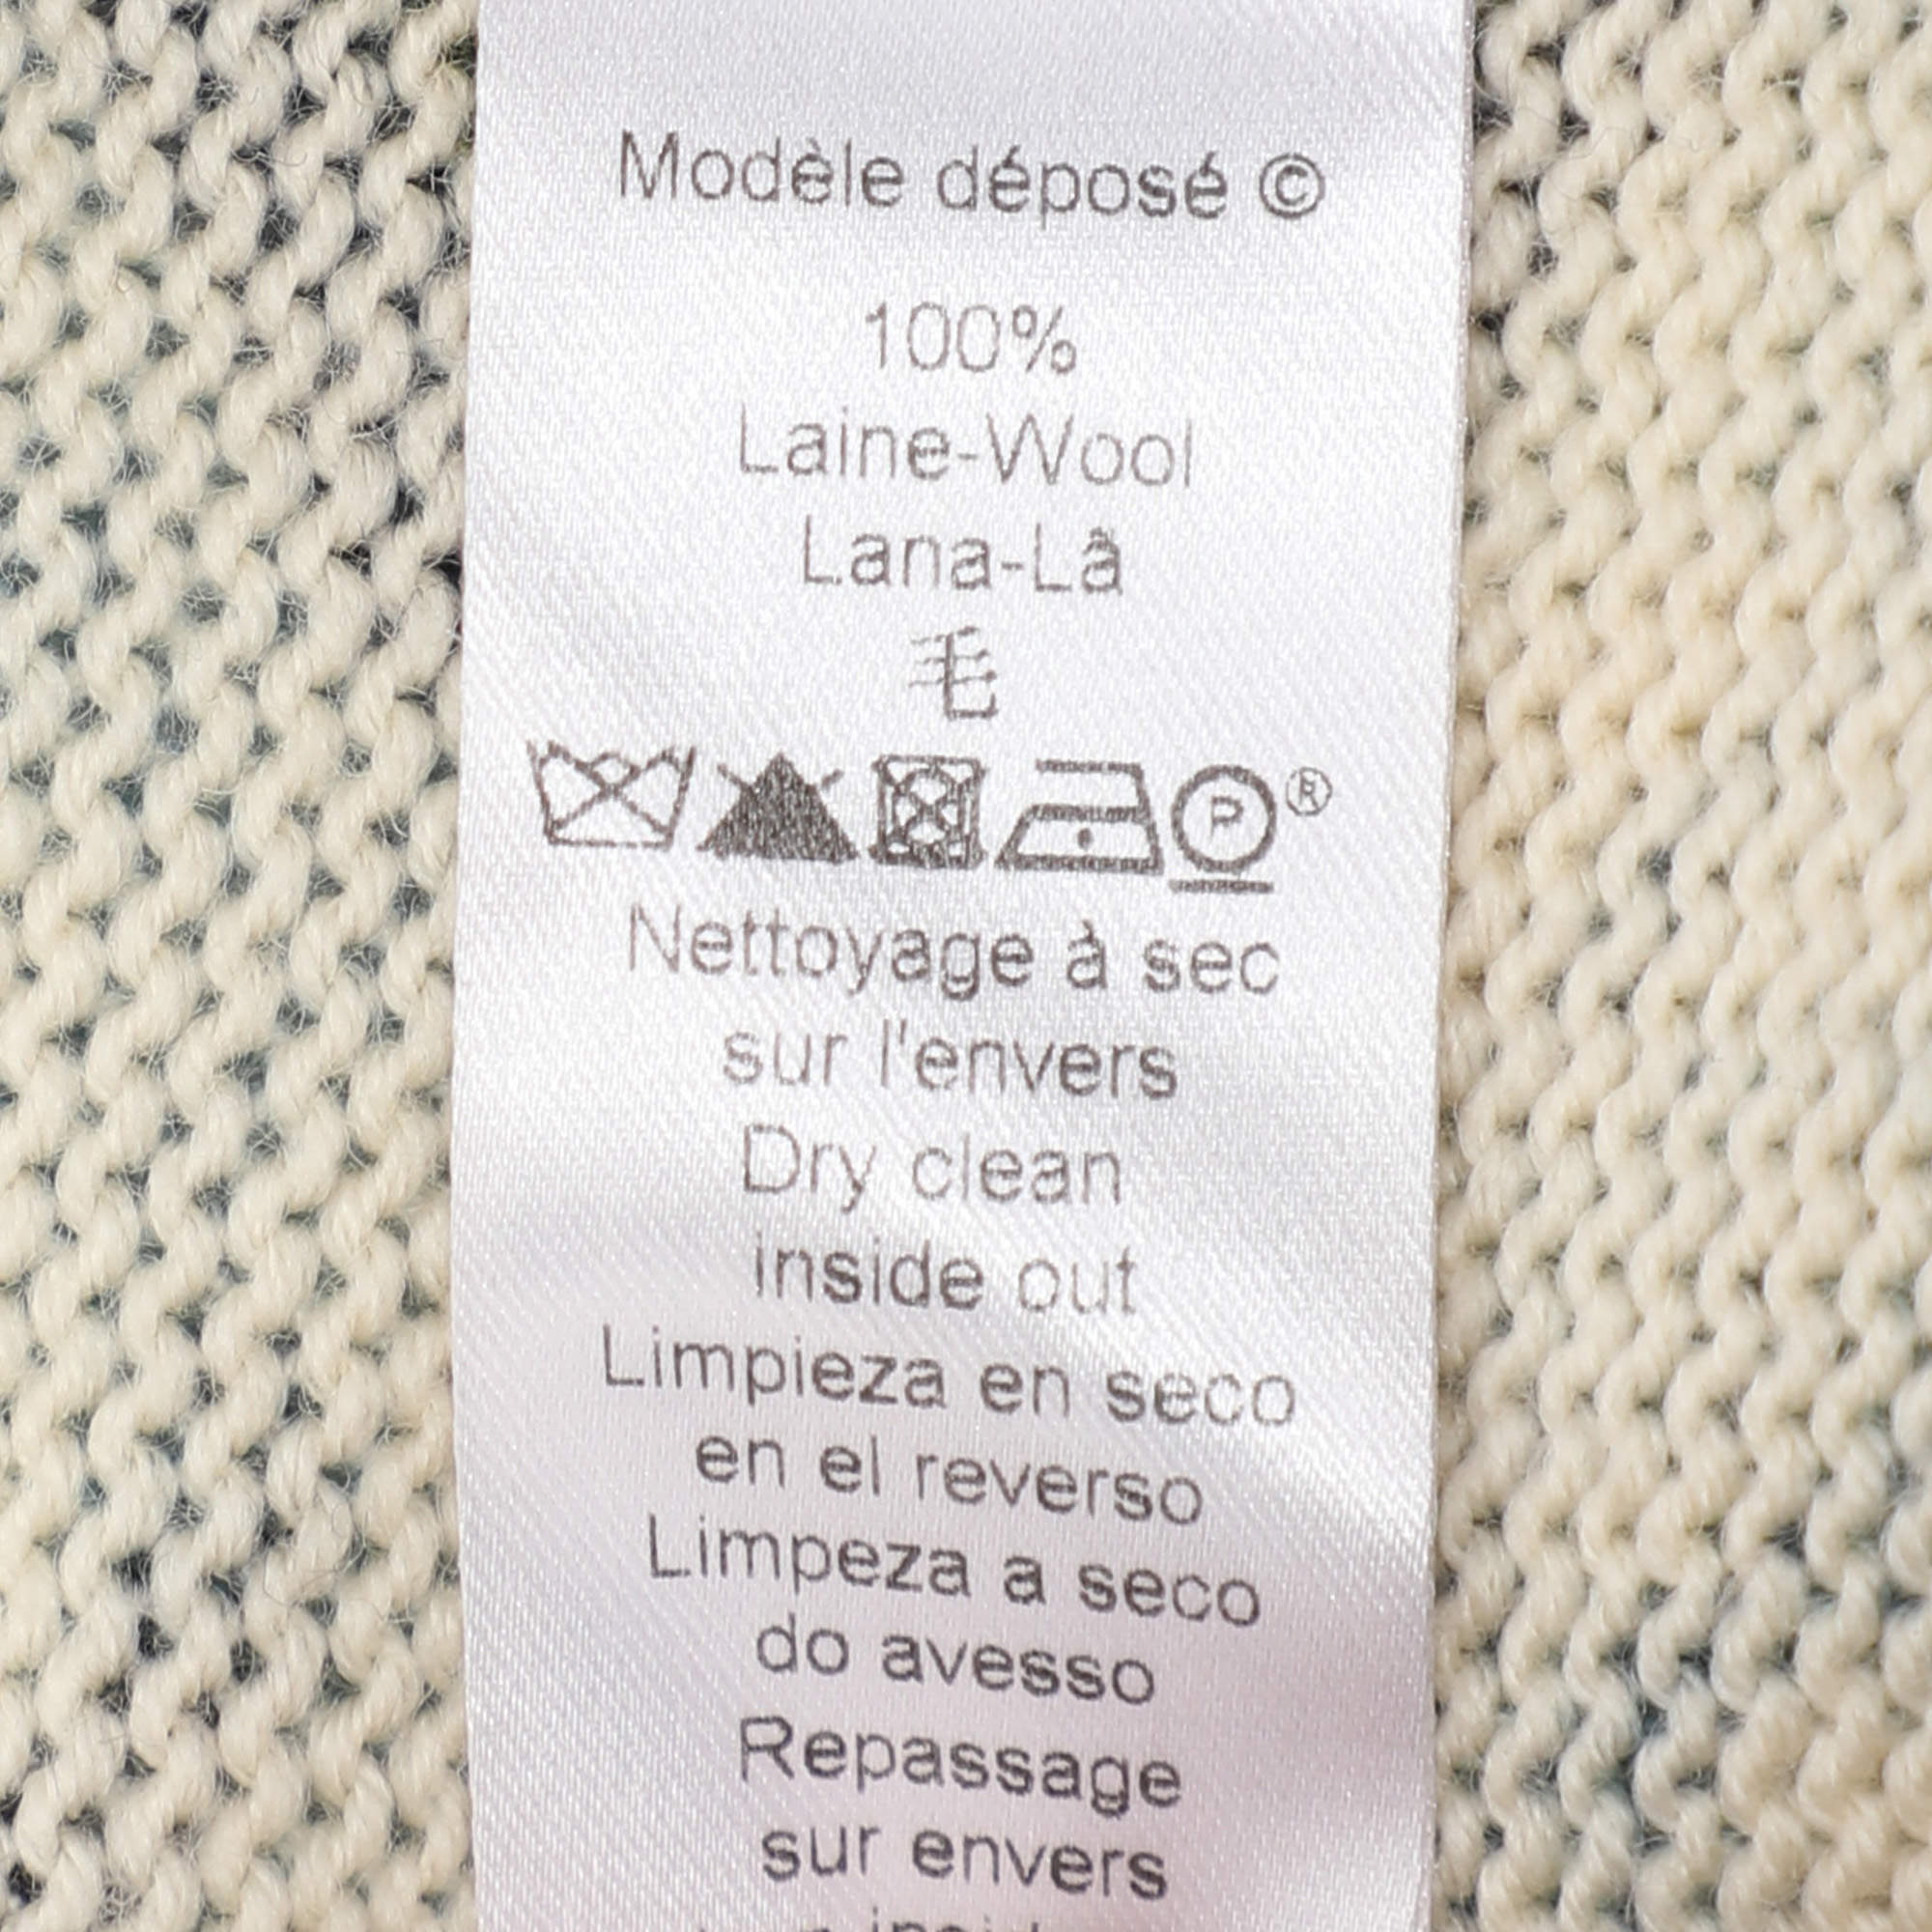 Modèle déposé ©
100%
Laine-Wool
Lana-Lã
毛
P ®
Nettoyage à sec
sur l'envers
Dry clean
inside out
Limpieza en seco
en el reverso
Limpeza a seco
do avesso
Repassage
sur envers